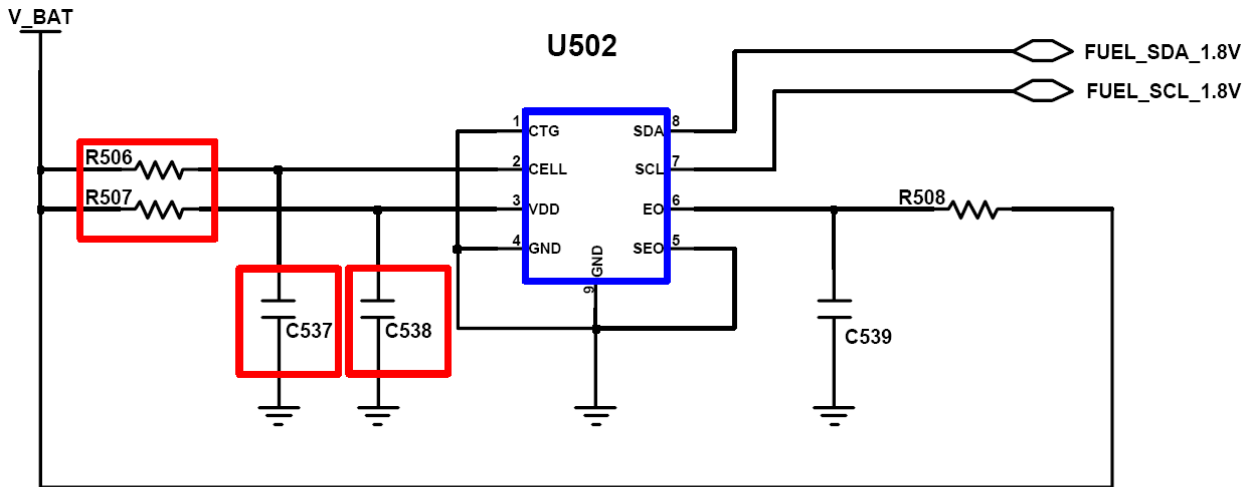 V_BAT
U502
FUEL_SDA_1.8V
FUEL_SCL_1.8V
1 CTG SDA 8
R506
2 CELL SCL 7
R507
3 VDD EO 6
R508
4 GND SEO 5
GND
9
C537
C538
C539